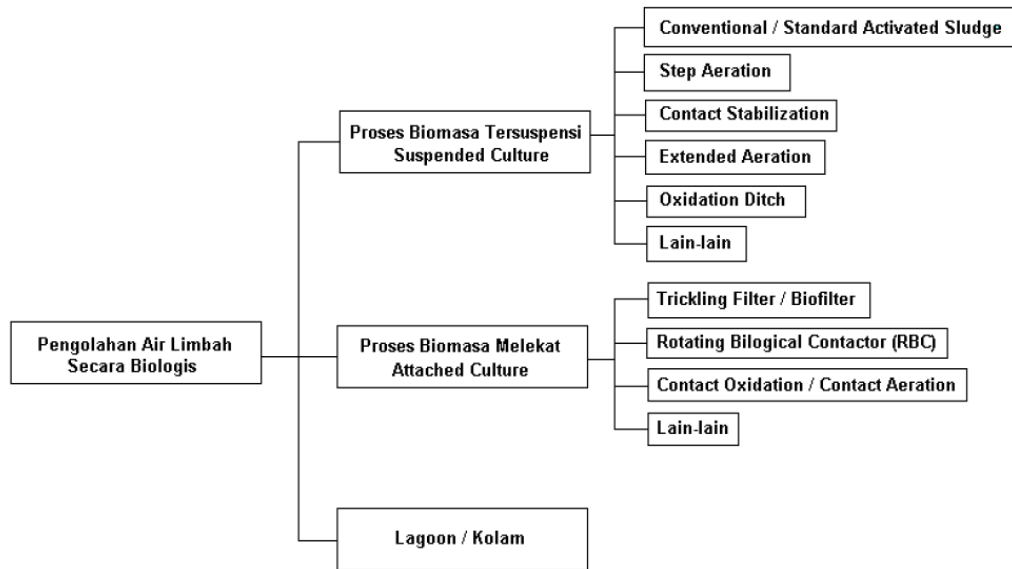 Pengolahan Air Limbah
Secara Biologis
Proses Biomasa Tersuspensi
Suspended Culture
Conventional / Standard Activated Sludge
Step Aeration
Contact Stabilization
Extended Aeration
Oxidation Ditch
Lain-lain
Proses Biomasa Melekat
Attached Culture
Trickling Filter / Biofilter
Rotating Bilogical Contactor (RBC)
Contact Oxidation / Contact Aeration
Lain-lain
Lagoon / Kolam